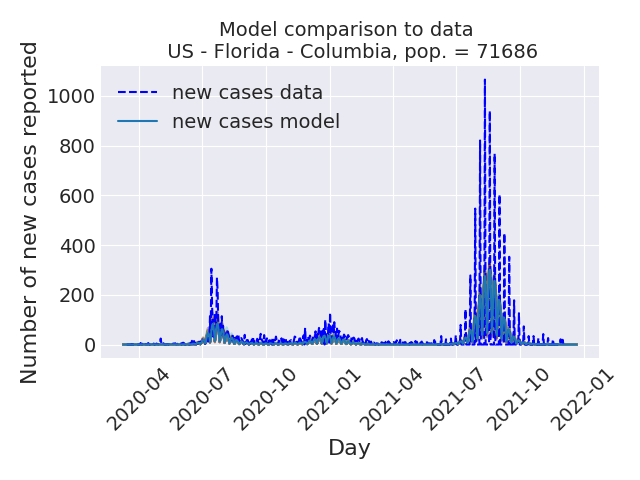 Model comparison to data
US - Florida - Columbia, pop. = 71686
Number of new cases reported
1000
800
600
400
200
0
new cases data
new cases model
2020-04
2020-07
2020-10
2021-01
2021-04
2021-07
2021-10
2022-01
Day